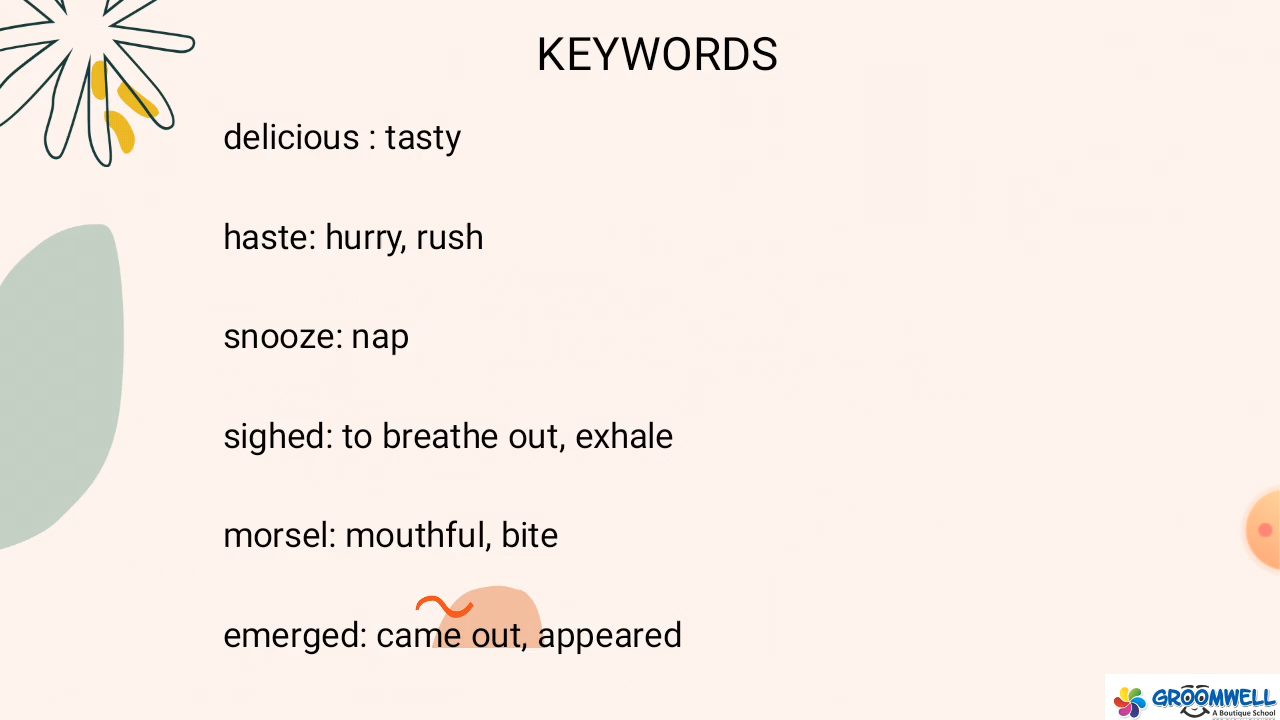 KEYWORDS
delicious : tasty
haste: hurry, rush
snooze: nap
sighed: to breathe out, exhale
morsel: mouthful, bite
emerged: came out, appeared
GROOMWELL
A Boutique School